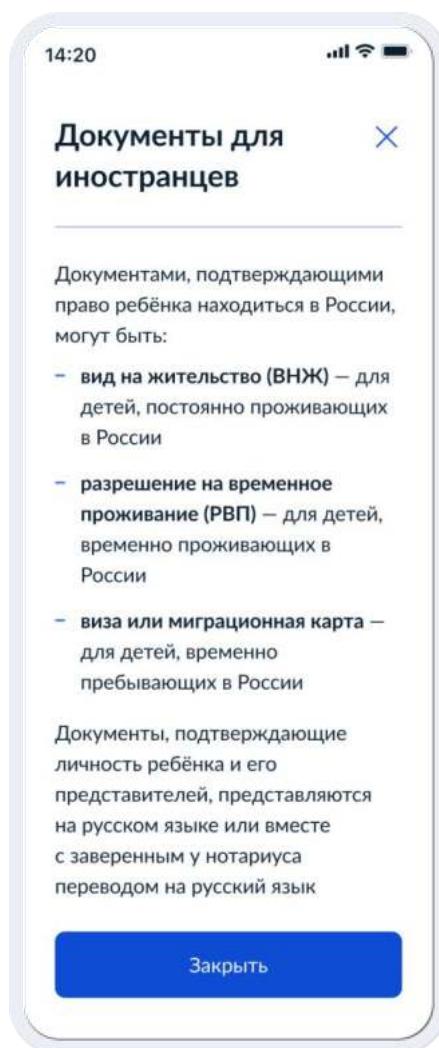 14:20
Документы для
иностранцев
Документами, подтверждающими
право ребёнка находиться в России,
могут быть:
– вид на жительство (ВНЖ) — для
детей, постоянно проживающих
в России
– разрешение на временное
проживание (РВП) — для детей,
временно проживающих в
России
– виза или миграционная карта —
для детей, временно
пребывающих в России
Документы, подтверждающие
личность ребёнка и его
представителей, представляются
на русском языке или вместе
с заверенным у нотариуса
переводом на русский язык
Закрыть